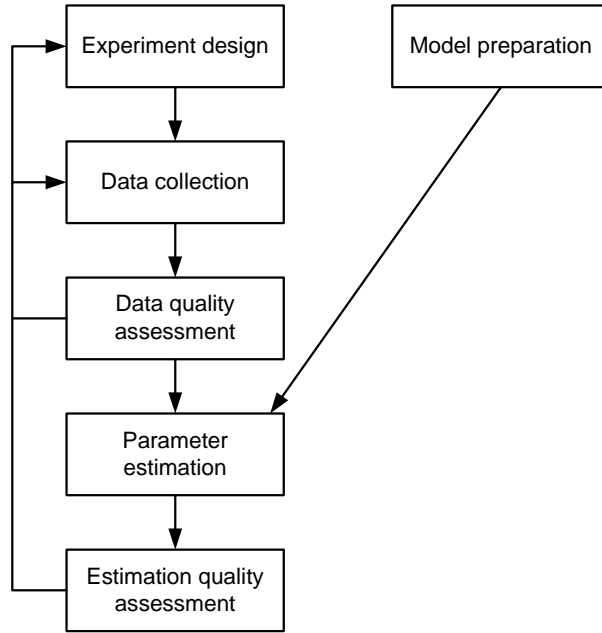 Experiment design
Model preparation
Data collection
Data quality
assessment
Parameter
estimation
Estimation quality
assessment